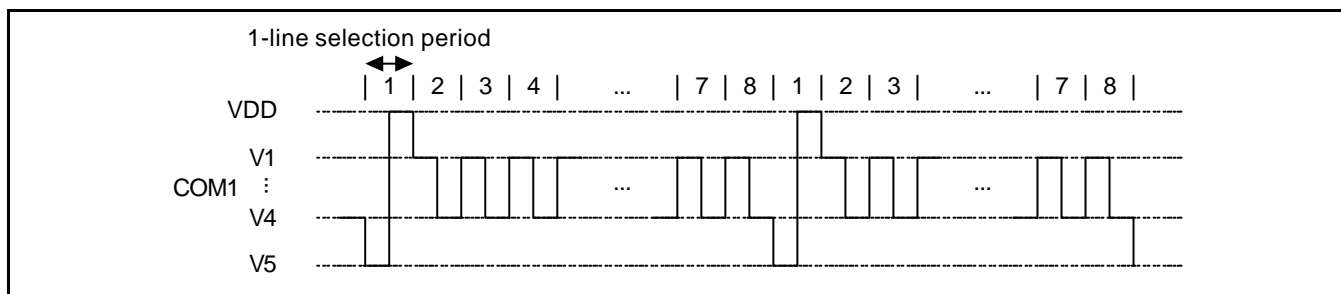 1-line selection period
| 1 | 2 | 3 | 4 | ... | 7 | 8 | 1 | 2 | 3 | ... | 7 | 8 |
VDD
V1
COM1 ⋮ ... ...
V4
V5